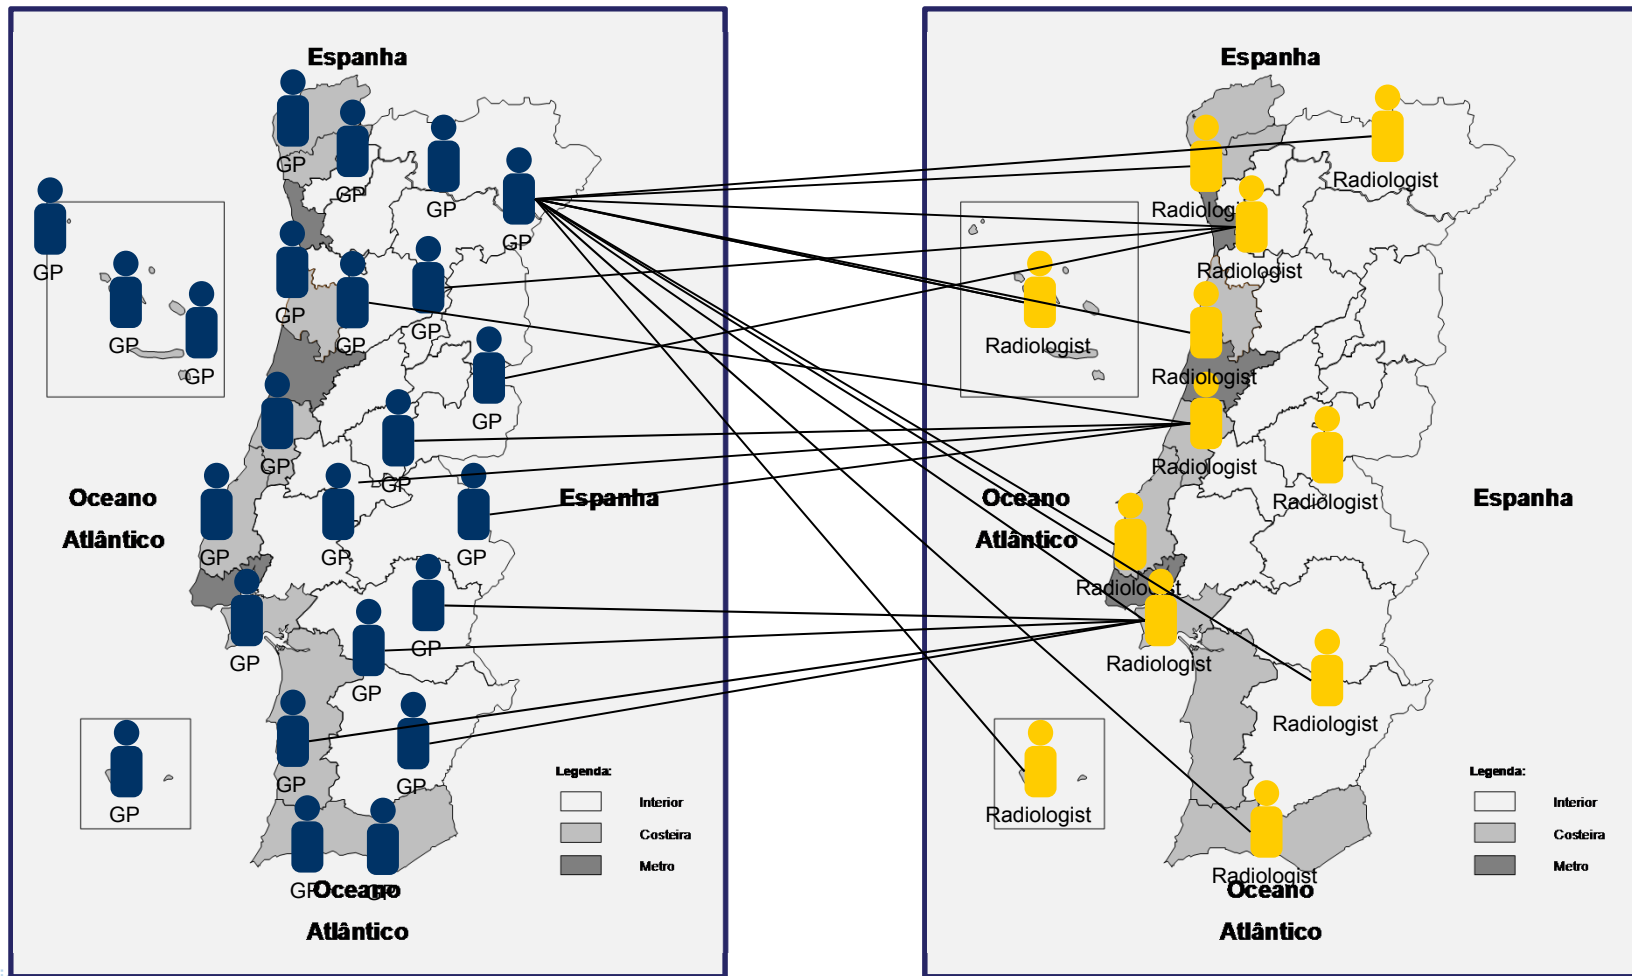 Espanha
GP
GP
GP
GP
GP
GP
GP
GP
GP
GP
GP
GP
GP
Oceano
Atlântico
Espanha
GP
GP
GP
GP
GP
GP
GP
GP
GP
Legenda:
Interior
Costeira
Metro
GP
GP
Oceano
Atlântico
Espanha
Radiologist
Radiologist
Radiologist
Radiologist
Radiologist
Radiologist
Radiologist
Oceano
Atlântico
Espanha
Radiologist
Radiologist
Radiologist
Radiologist
Legenda:
Interior
Costeira
Metro
Radiologist
Oceano
Atlântico